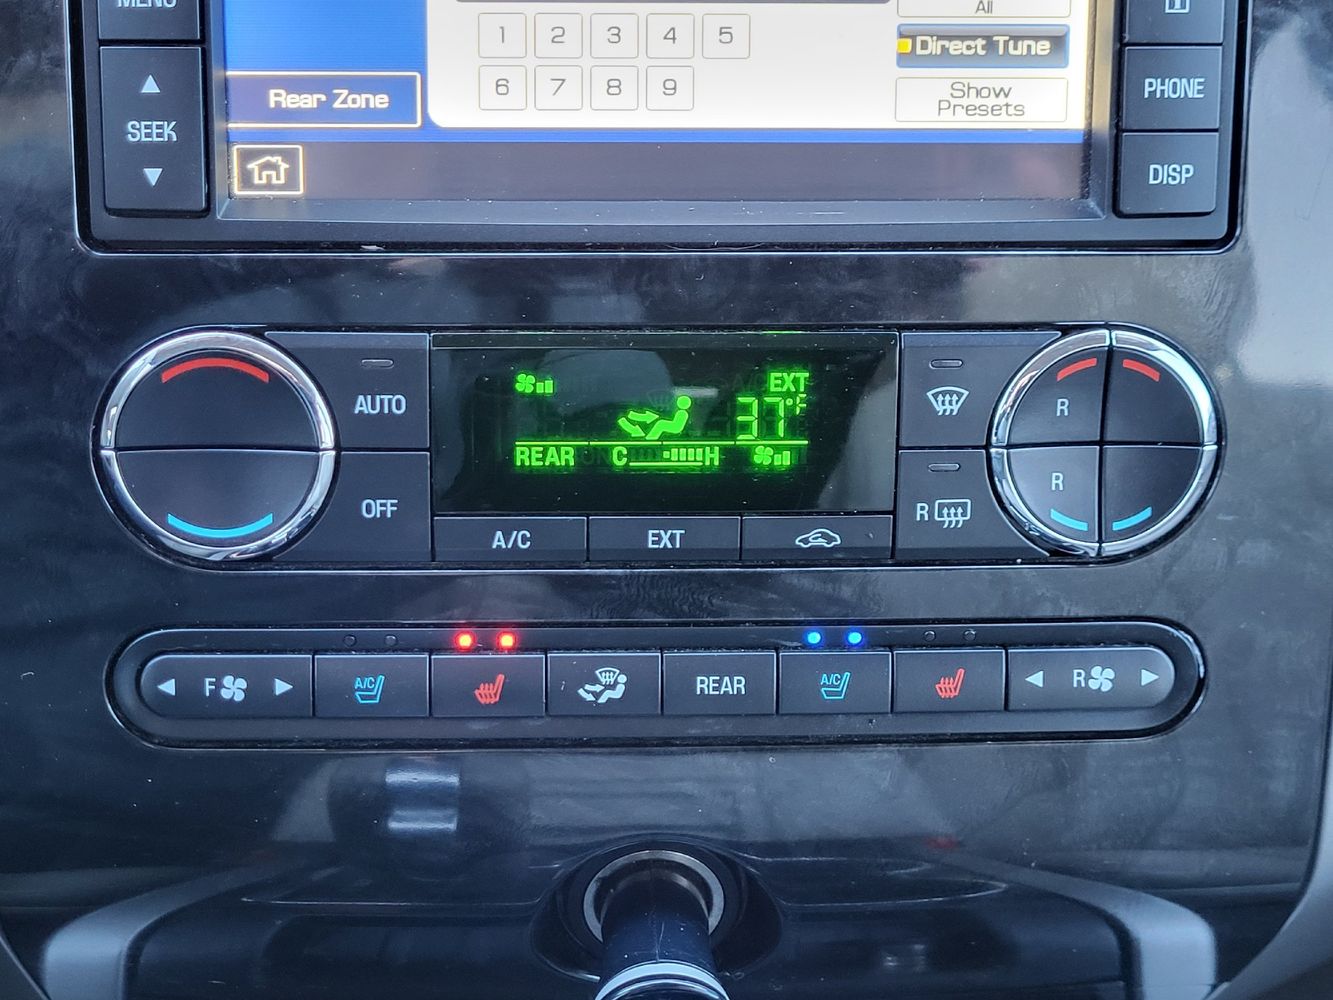 MENU
All
1 2 3 4 5
Direct Tune
SEEK
Rear Zone
6 7 8 9
Show
Presets
PHONE
DISP
AUTO
EXT
37°F
R
REAR C H
R
OFF
R
A/C EXT
F A/C REAR A/C R